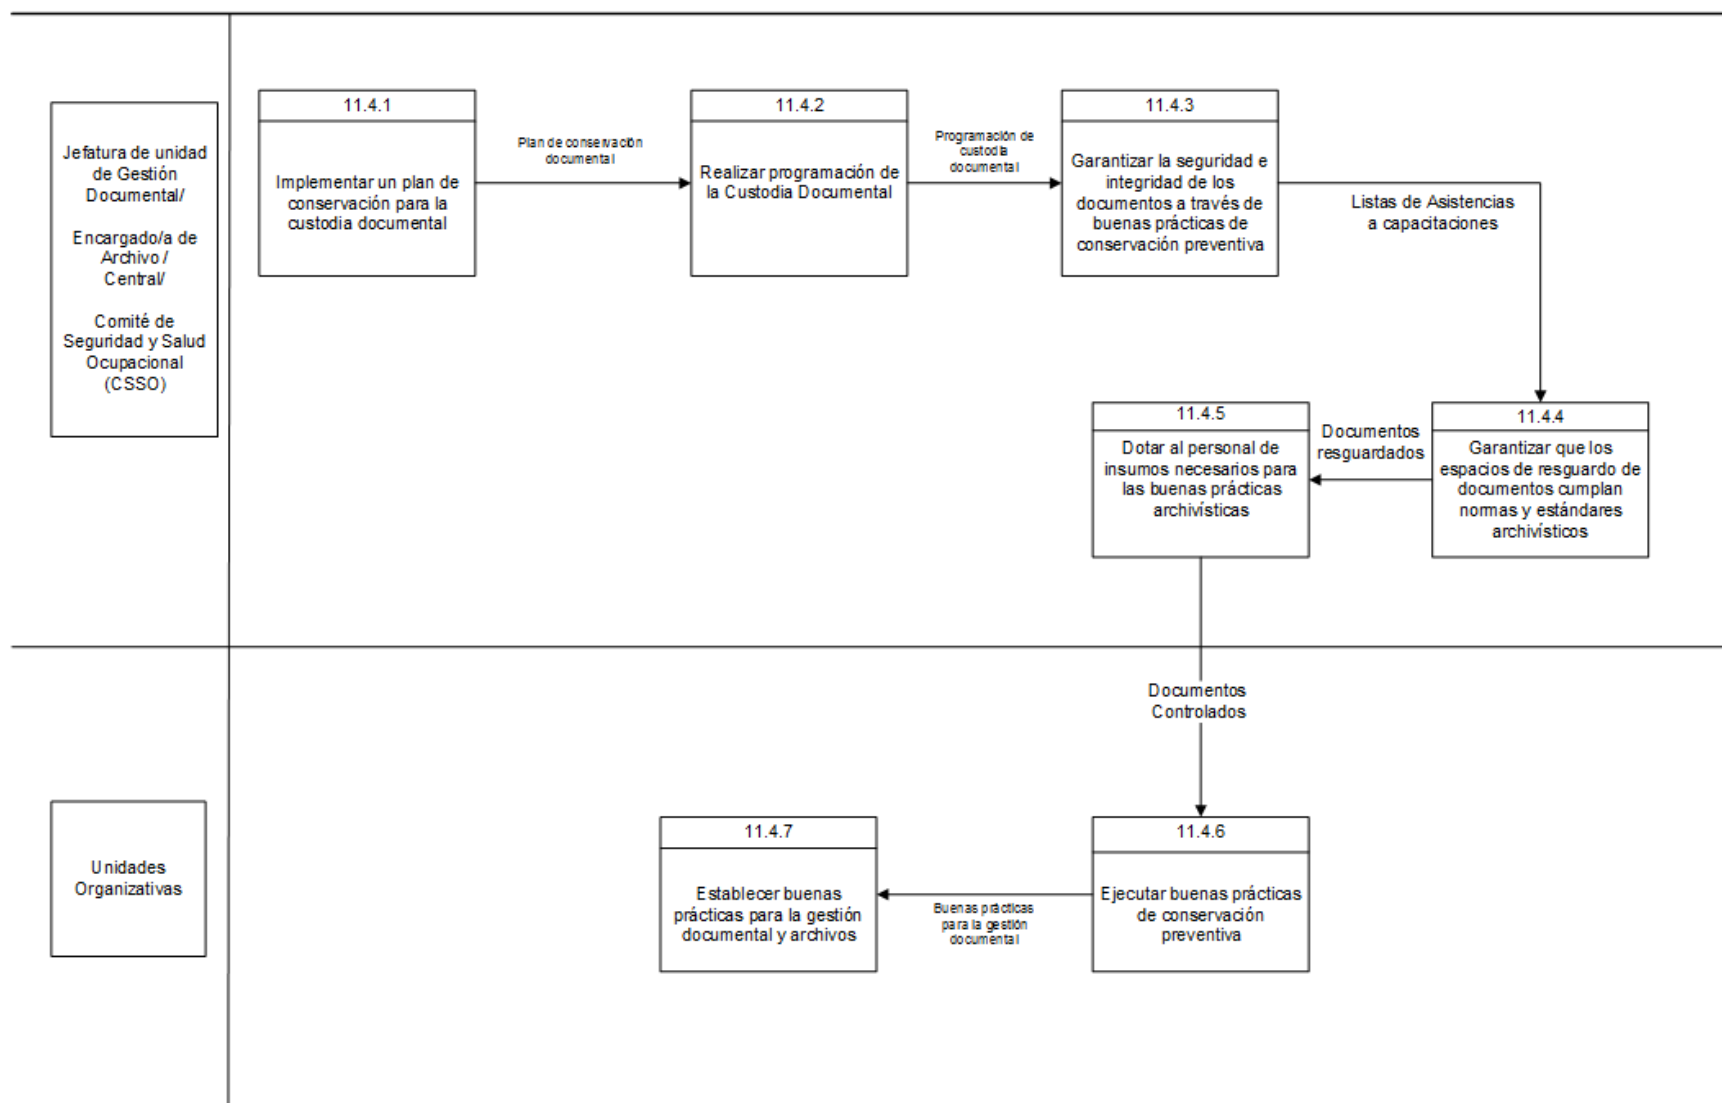 Jefatura de unidad
de Gestión
Documental/
Encargado/a de
Archivo /
Central/
Comité de
Seguridad y Salud
Ocupacional
(CSSO)
11.4.1
Implementar un plan de
conservación para la
custodia documental
Plan de conservación
documental
11.4.2
Realizar programación de
la Custodia Documental
Programación de
custodia
documental
11.4.3
Garantizar la seguridad e
integridad de los
documentos a través de
buenas prácticas de
conservación preventiva
Listas de Asistencias
a capacitaciones
11.4.4
Garantizar que los
espacios de resguardo de
documentos cumplan
normas y estándares
archivísticos
Documentos
resguardados
11.4.5
Dotar al personal de
insumos necesarios para
las buenas prácticas
archivísticas
Documentos
Controlados
Unidades
Organizativas
11.4.6
Ejecutar buenas prácticas
de conservación
preventiva
Buenas prácticas
para la gestión
documental
11.4.7
Establecer buenas
prácticas para la gestión
documental y archivos